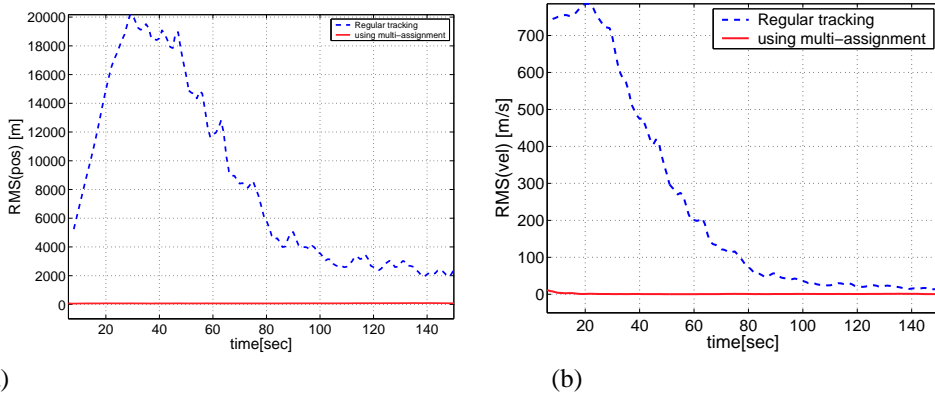 20000
18000
16000
14000
12000
10000
8000
6000
4000
2000
0
RMS(pos) [m]
Regular tracking
using multi-assignment
20 40 60 80 100 120 140
time[sec]
)
700
600
500
400
300
200
100
0
RMS(vel) [m/s]
Regular tracking
using multi-assignment
20 40 60 80 100 120 140
time[sec]
(b)